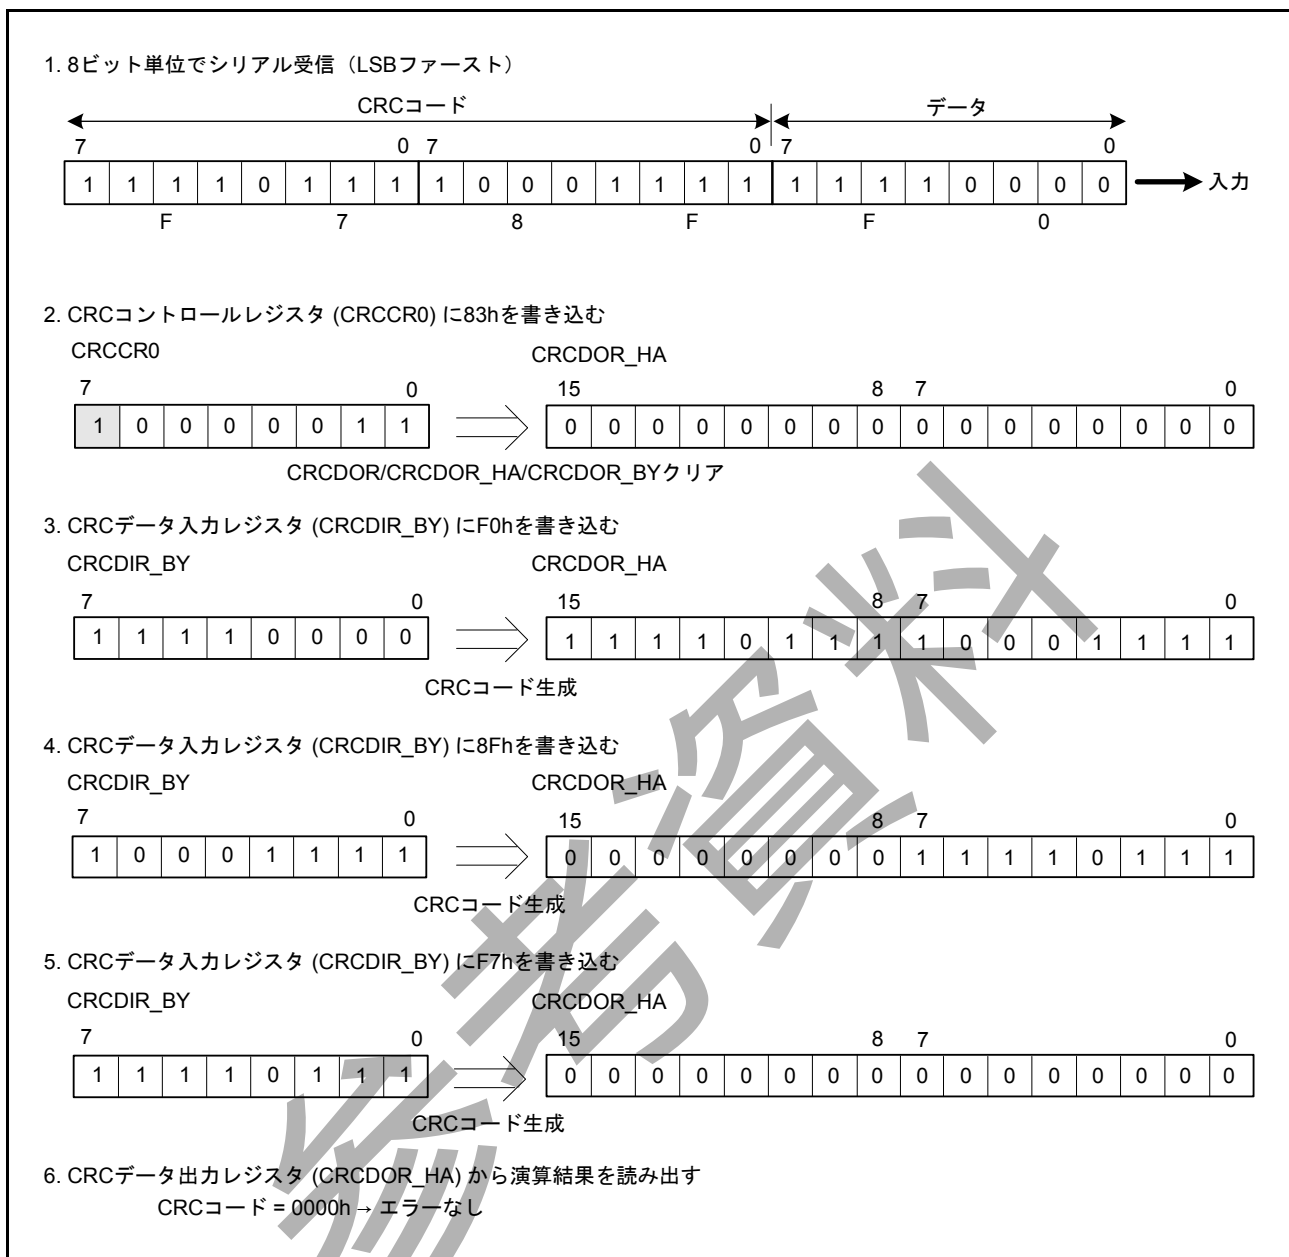 1. 8ビット単位でシリアル受信（LSBファースト）
CRCコード データ
7 0 7 0 7 0
1 1 1 1 0 1 1 1 1 0 0 0 1 1 1 1 1 1 1 1 0 0 0 0 入力
F 7 8 F F 0
2. CRCコントロールレジスタ (CRCCR0) に83hを書き込む
CRCCR0 CRCDOR_HA
7 0 15 8 7 0
1 0 0 0 0 0 1 1 0 0 0 0 0 0 0 0 0 0 0 0 0 0 0 0
CRCDOR/CRCDOR_HA/CRCDOR_BYクリア
3. CRCデータ入力レジスタ (CRCDIR_BY) にF0hを書き込む
CRCDIR_BY CRCDOR_HA
7 0 15 8 7 0
1 1 1 1 0 0 0 0 1 1 1 1 0 1 1 1 1 0 0 0 1 1 1 1
CRCコード生成
4. CRCデータ入力レジスタ (CRCDIR_BY) に8Fhを書き込む
CRCDIR_BY CRCDOR_HA
7 0 15 8 7 0
1 0 0 0 1 1 1 1 0 0 0 0 0 0 0 0 1 1 1 1 0 1 1 1
CRCコード生成
5. CRCデータ入力レジスタ (CRCDIR_BY) にF7hを書き込む
CRCDIR_BY CRCDOR_HA
7 0 15 8 7 0
1 1 1 1 0 1 1 1 0 0 0 0 0 0 0 0 0 0 0 0 0 0 0 0
CRCコード生成
6. CRCデータ出力レジスタ (CRCDOR_HA) から演算結果を読み出す
CRCコード = 0000h → エラーなし
参考資料